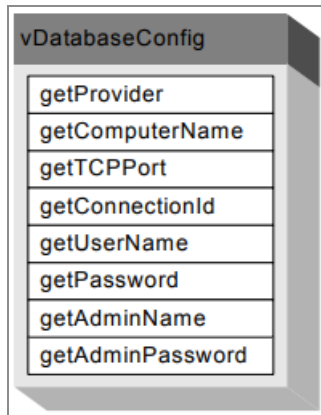 vDatabaseConfig
getProvider
getComputerName
getTCPPort
getConnectionId
getUserName
getPassword
getAdminName
getAdminPassword